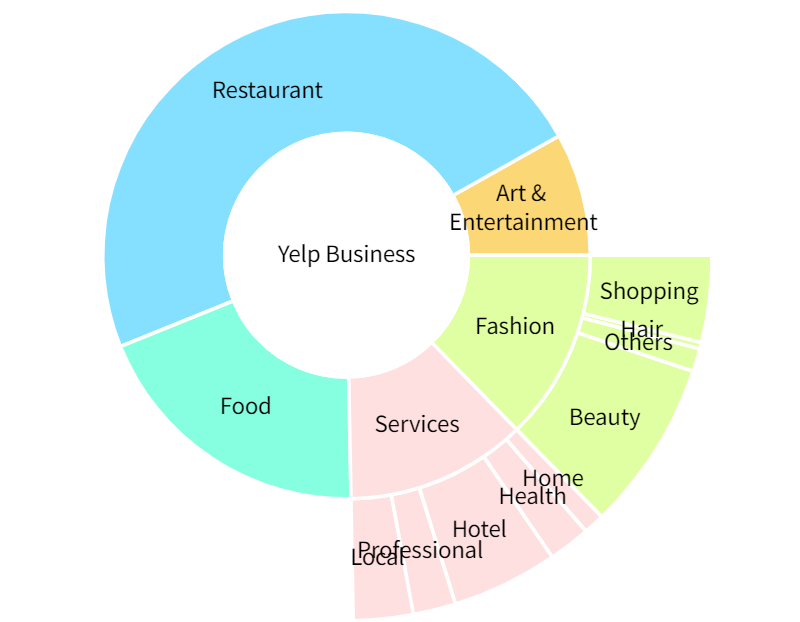 Restaurant
Art &
Entertainment
Yelp Business
Shopping
Fashion
Hair
Others
Food
Beauty
Services
Home
Health
Hotel
Professional
Local